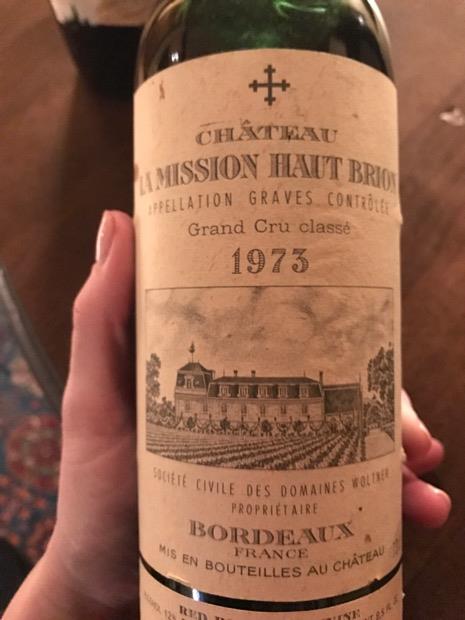 CHÂTEAU
LA MISSION HAUT BRION
APPELLATION GRAVES CONTRÔLÉE
Grand Cru classé
1973
SOCIÉTÉ CIVILE DES DOMAINES WOLTNER
PROPRIÉTAIRE
BORDEAUX
FRANCE
MIS EN BOUTEILLES AU CHÂTEAU
RED